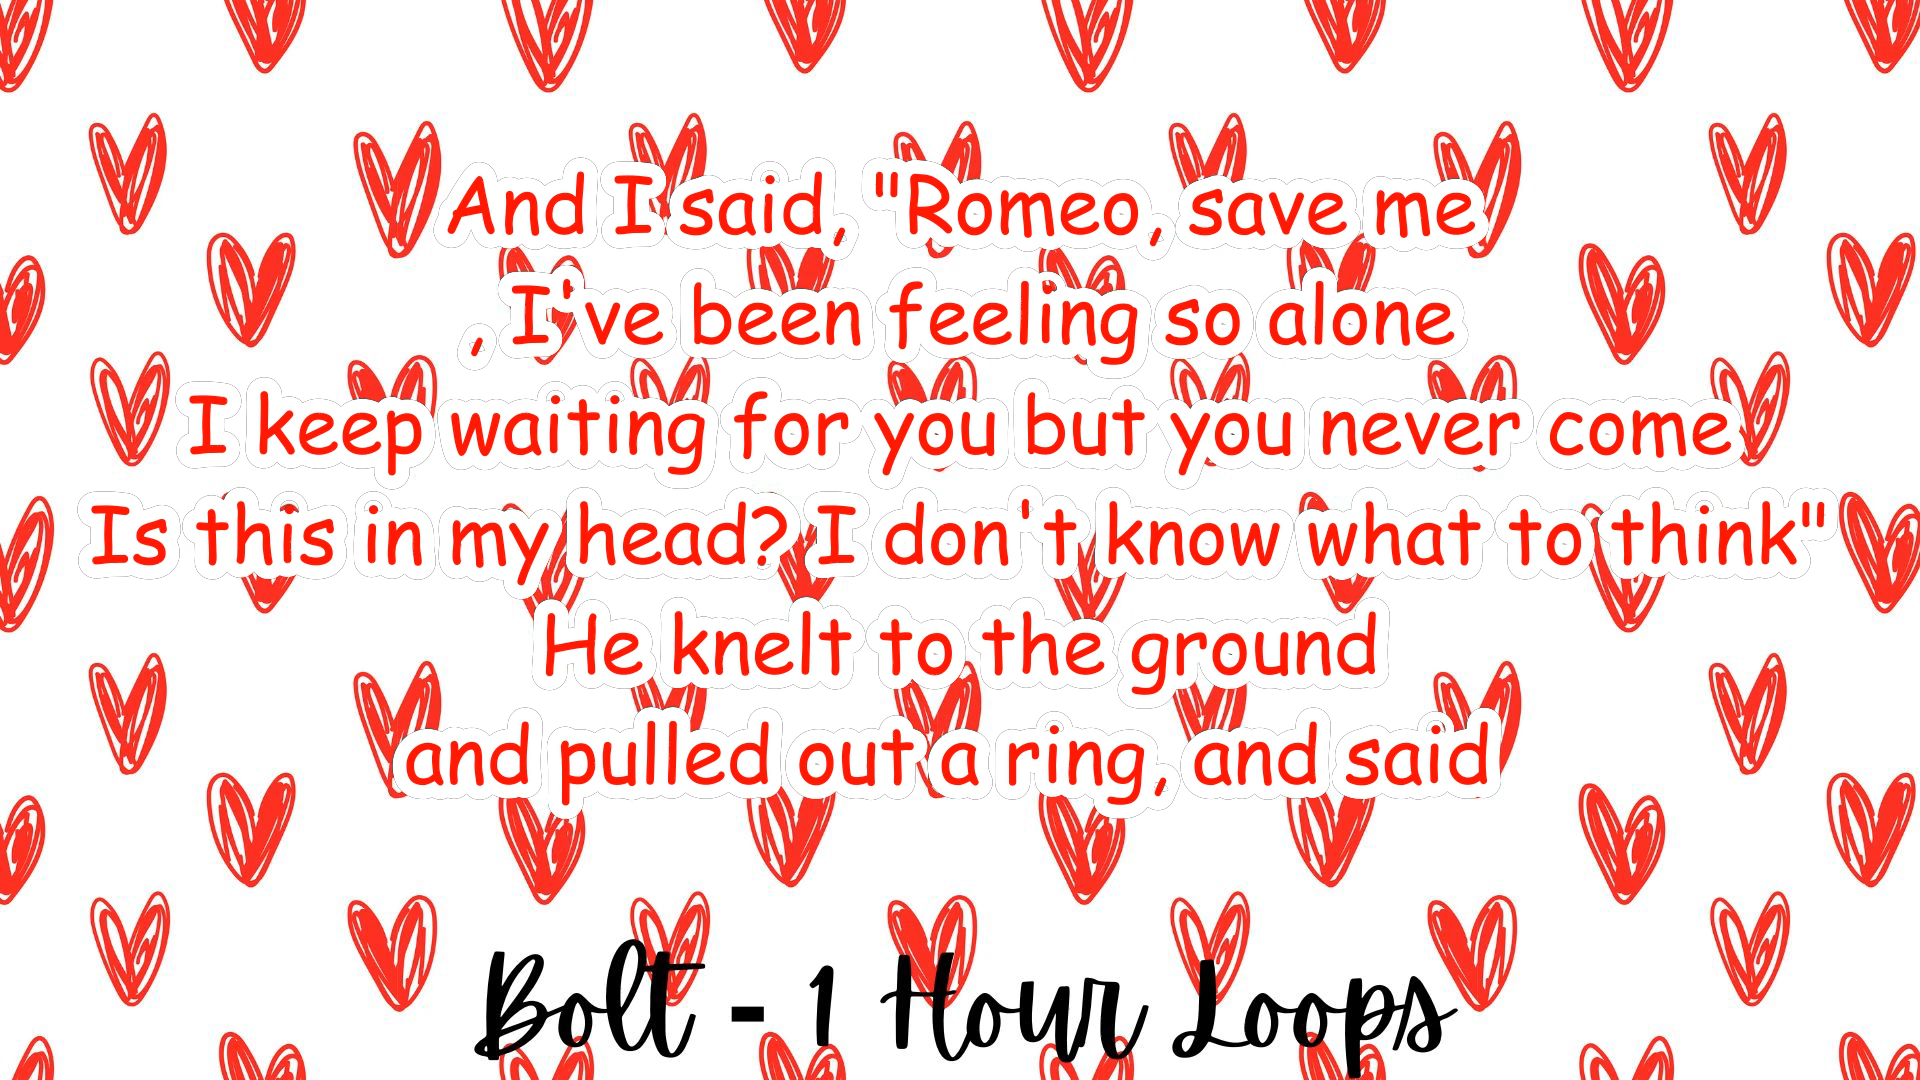 And I said, "Romeo, save me
, I've been feeling so alone
I keep waiting for you but you never come
Is this in my head? I don't know what to think"
He knelt to the ground
and pulled out a ring, and said
Bolt - 1 Hour Loops